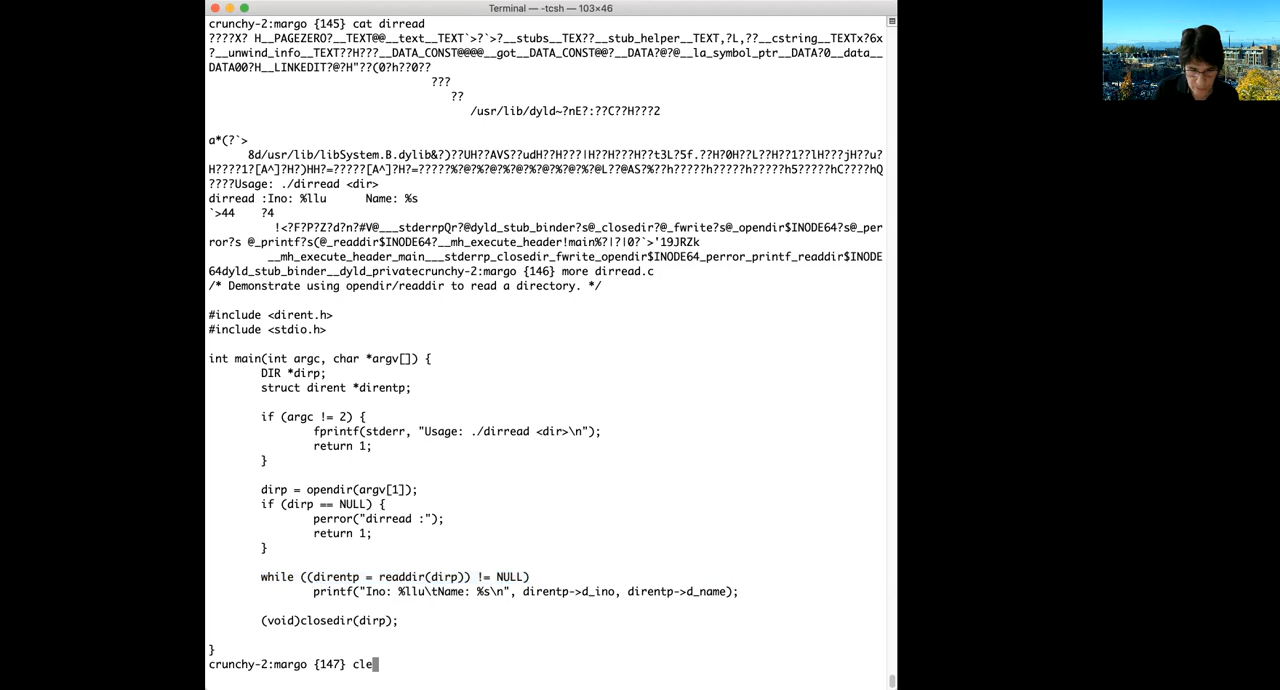 Terminal — -tcsh — 103×46
crunchy-2:margo {145} cat dirread
????X? H__PAGEZERO?__TEXT@@__text__TEXT`>?`>?__stubs__TEX??__stub_helper__TEXT,?L,??__cstring__TEXTx?6x
?__unwind_info__TEXT??H???__DATA_CONST@@@@__got__DATA_CONST@@?__DATA?@?@__la_symbol_ptr__DATA?0__data__
DATA00?H__LINKEDIT?@?H"??(0?h??0??
???
??
/usr/lib/dyld~?nE?:??C??H???2
a*(?`>
8d/usr/lib/libSystem.B.dylib&?)??UH??AVS??udH??H???|H??H???H??t3L?5f.??H?0H??L??H??1??lH???jH??u?
H????1?[A^]?H?)HH?=?????[A^]?H?=?????%?@?%?@?%?@?%?@?%?@?%?@L??@AS?%??h?????h?????h?????h5????hC????hQ
????Usage: ./dirread <dir>
dirread :Ino: %llu Name: %s
`>44 ?4
!<?F?P?Z?d?n?#V@___stderrpQr?@dyld_stub_binder?s@_closedir?@_fwrite?s@_opendir$INODE64?s@_per
ror?s @_printf?s(@_readdir$INODE64?__mh_execute_header!main%?|?|0?`>'19JRZk
__mh_execute_header_main___stderrp_closedir_fwrite_opendir$INODE64_perror_printf_readdir$INODE
64dyld_stub_binder__dyld_privatecrunchy-2:margo {146} more dirread.c
/* Demonstrate using opendir/readdir to read a directory. */
#include <dirent.h>
#include <stdio.h>
int main(int argc, char *argv[]) {
DIR *dirp;
struct dirent *direntp;
if (argc != 2) {
fprintf(stderr, "Usage: ./dirread <dir>\n");
return 1;
}
dirp = opendir(argv[1]);
if (dirp == NULL) {
perror("dirread :");
return 1;
}
while ((direntp = readdir(dirp)) != NULL)
printf("Ino: %llu\tName: %s\n", direntp->d_ino, direntp->d_name);
(void)closedir(dirp);
}
crunchy-2:margo {147} cle